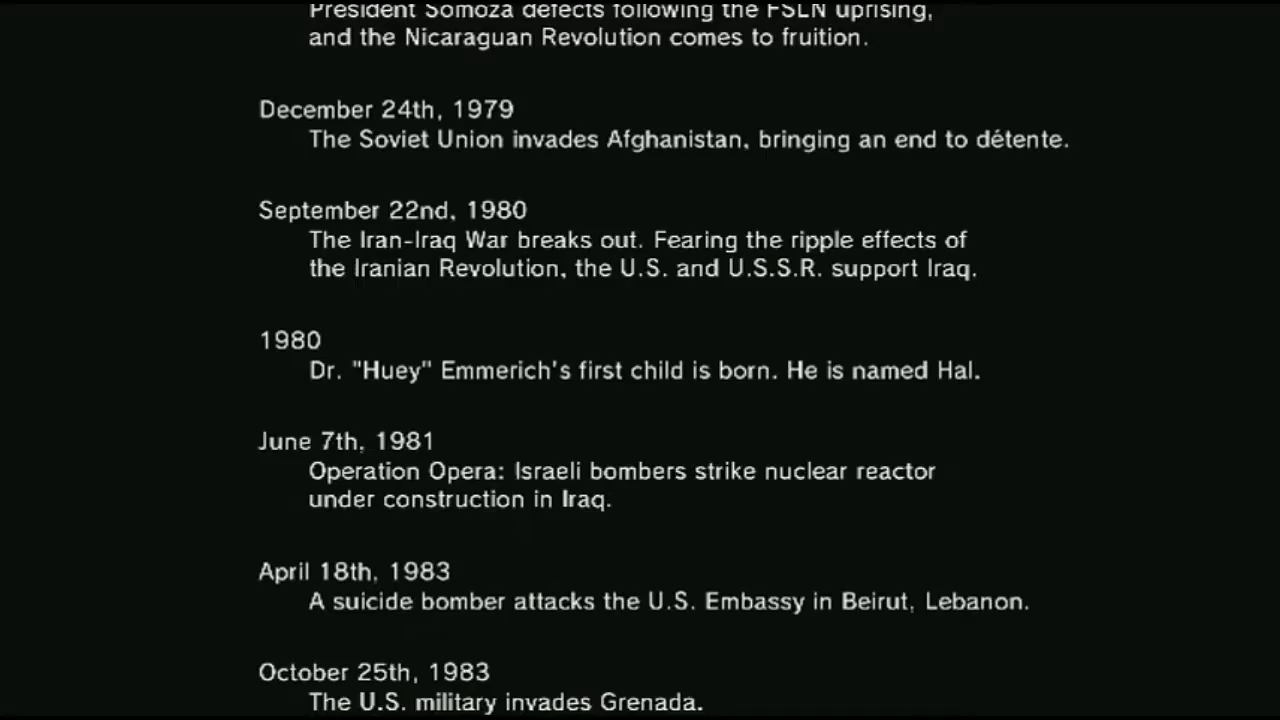 President Somoza defects following the FSLN uprising,
and the Nicaraguan Revolution comes to fruition.
December 24th, 1979
The Soviet Union invades Afghanistan, bringing an end to détente.
September 22nd, 1980
The Iran-Iraq War breaks out. Fearing the ripple effects of
the Iranian Revolution, the U.S. and U.S.S.R. support Iraq.
1980
Dr. "Huey" Emmerich's first child is born. He is named Hal.
June 7th, 1981
Operation Opera: Israeli bombers strike nuclear reactor
under construction in Iraq.
April 18th, 1983
A suicide bomber attacks the U.S. Embassy in Beirut, Lebanon.
October 25th, 1983
The U.S. military invades Grenada.